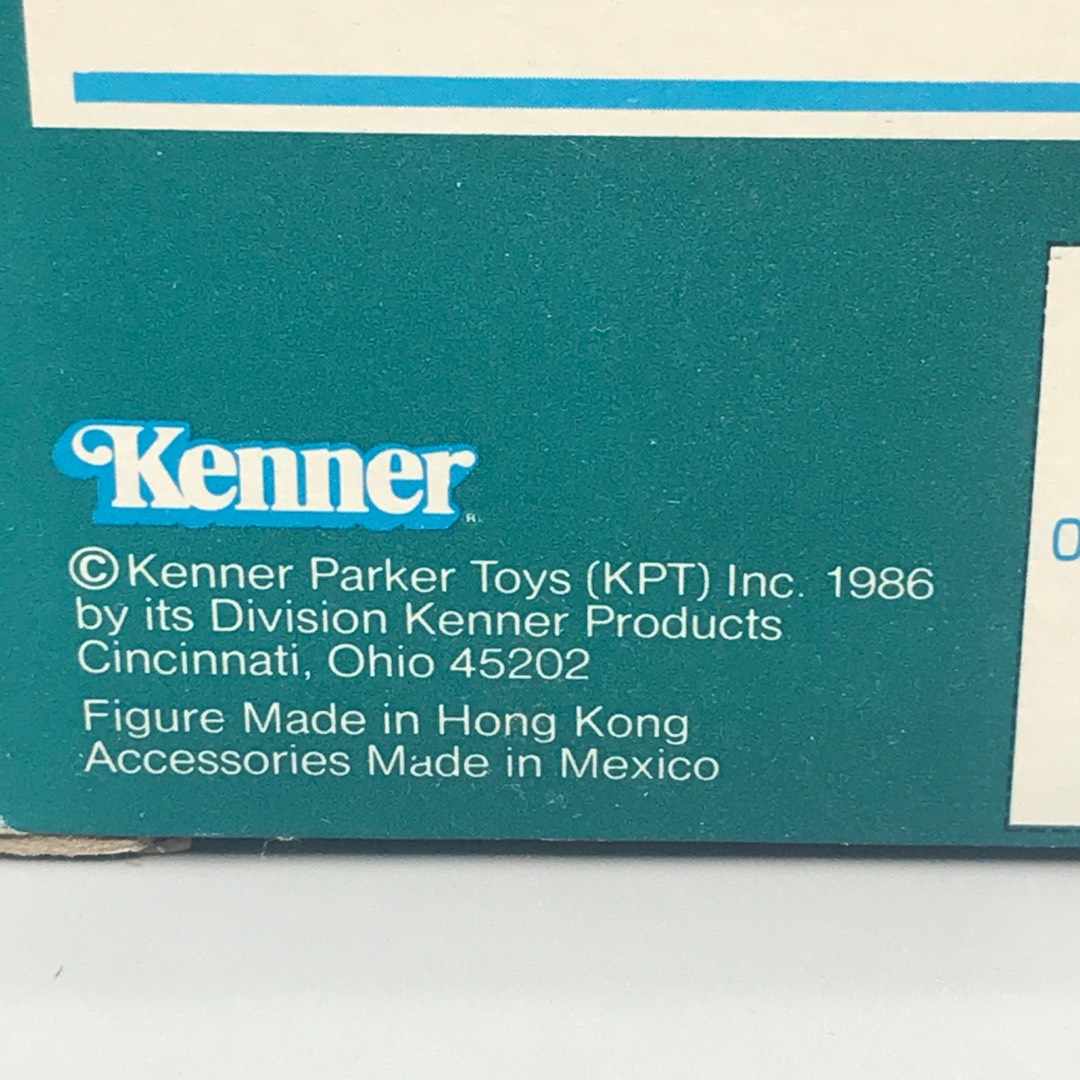 Kenner
®
©Kenner Parker Toys (KPT) Inc. 1986
by its Division Kenner Products
Cincinnati, Ohio 45202
Figure Made in Hong Kong
Accessories Made in Mexico
0